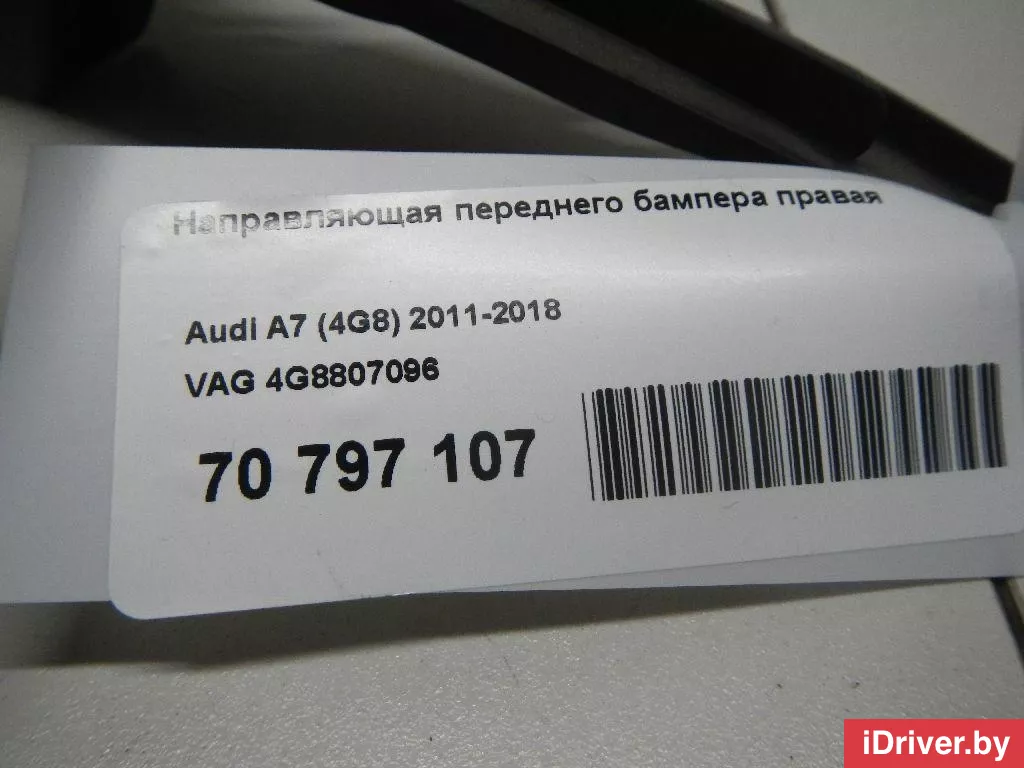 Направляющая переднего бампера правая
Audi A7 (4G8) 2011-2018
VAG 4G8807096
70 797 107
iDriver.by